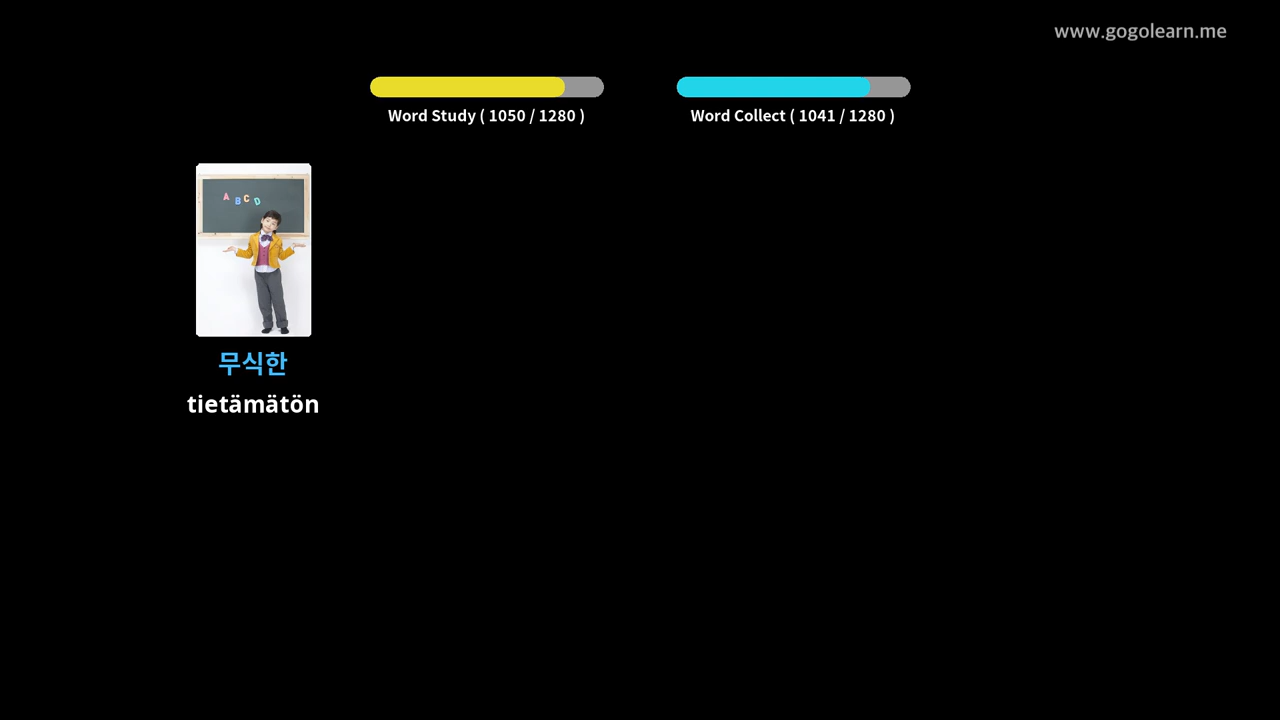 www.gogolearn.me
Word Study ( 1050 / 1280 )
Word Collect ( 1041 / 1280 )
A B C D
무식한
tietämätön